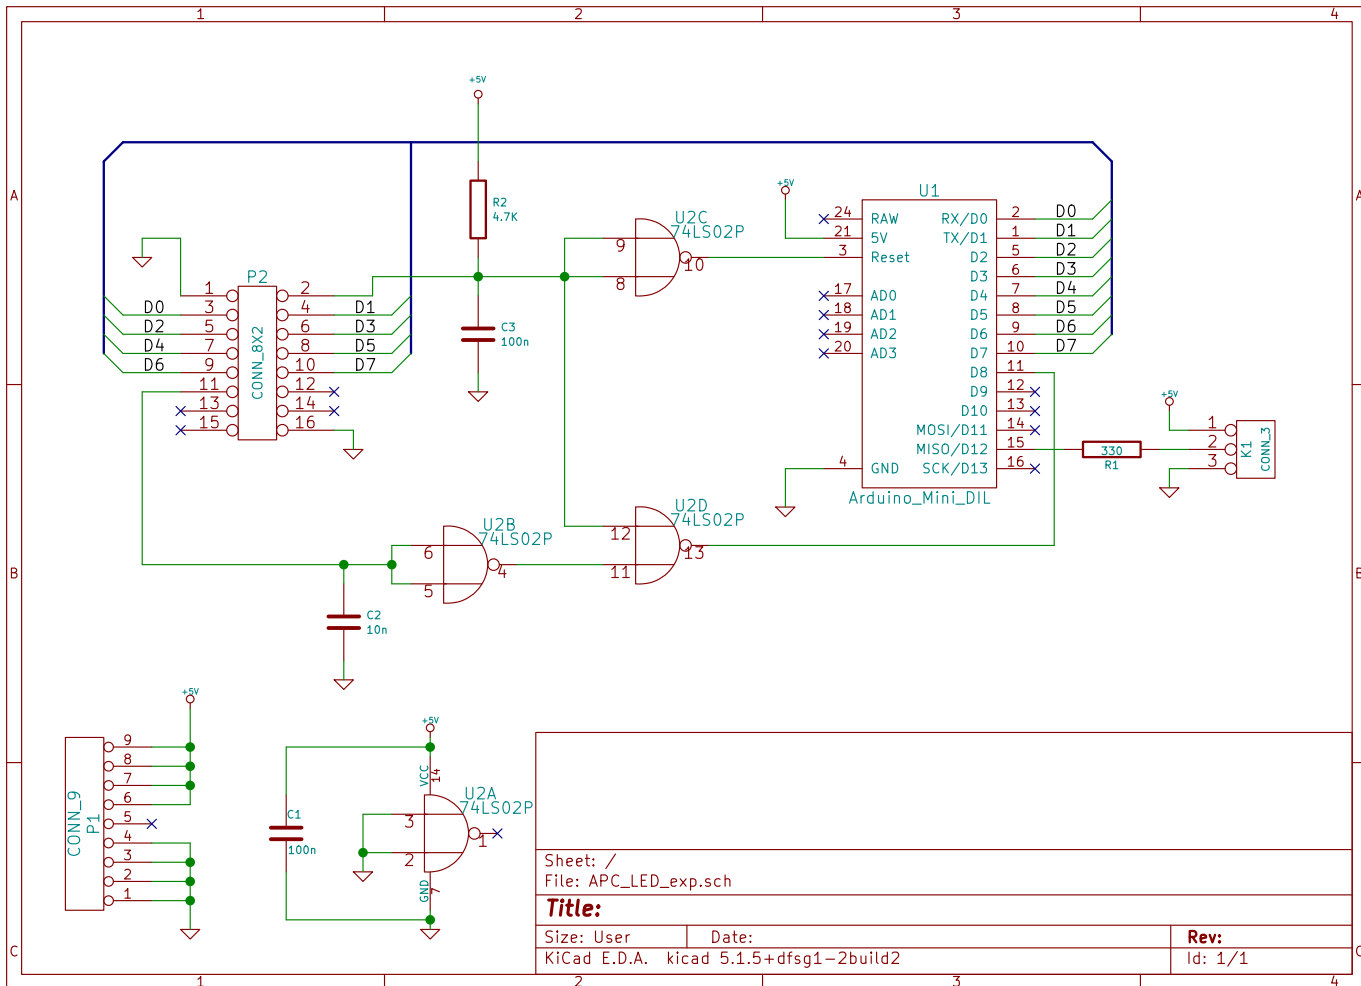 1 2 3 4
+5V
A A
+5V
U1
R2
4.7K
24 RAW RX/D0 2 D0
U2C
74LS02P
21 5V TX/D1 1 D1
9
3 Reset D2 5 D2
10
D3 6 D3
P2
8
1 2
17 AD0 D4 7 D4
D0 3 4 D1
18 AD1 D5 8 D5
D2 5 6 D3
C3
100n
19 AD2 D6 9 D6
D4 7 8 D5
20 AD3 D7 10 D7
D6 9 10 D7
CONN_8X2
D8 11
11 12
D9 12
13 14
D10 13
+5V
15 16
MOSI/D11 14
1
MISO/D12 15
330
R1
2
K1
CONN_3
4 GND SCK/D13 16
3
Arduino_Mini_DIL
U2D
74LS02P
U2B
74LS02P
12
13
6
4
11
5
B B
C2
10n
+5V
9
8
7
6
5
4
3
2
1
CONN_9
P1
+5V
VCC
14
U2A
74LS02P
C1
100n
3
1
2
GND
7
Sheet: /
File: APC_LED_exp.sch
Title:
Size: User Date: Rev:
KiCad E.D.A. kicad 5.1.5+dfsg1-2build2 Id: 1/1
C C
1 2 3 4